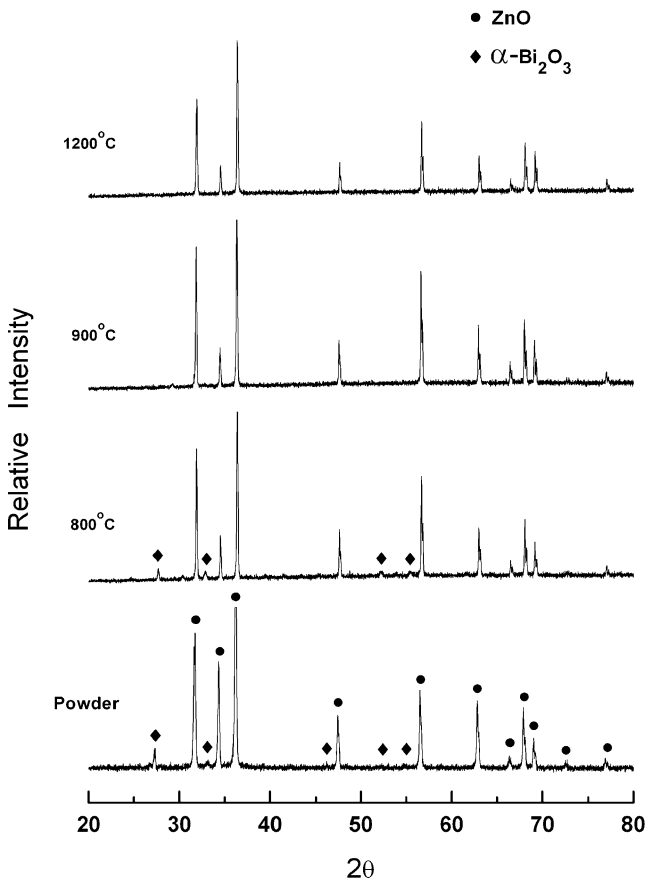 ZnO
α-Bi₂O₃
1200°C
900°C
800°C
Powder
Relative Intensity
20 30 40 50 60 70 80
2θ